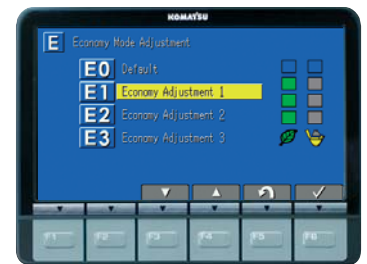 KOMATSU
E Economy Mode Adjustment
E0 Default
E1 Economy Adjustment 1
E2 Economy Adjustment 2
E3 Economy Adjustment 3
F1 F2 F3 F4 F5 F6